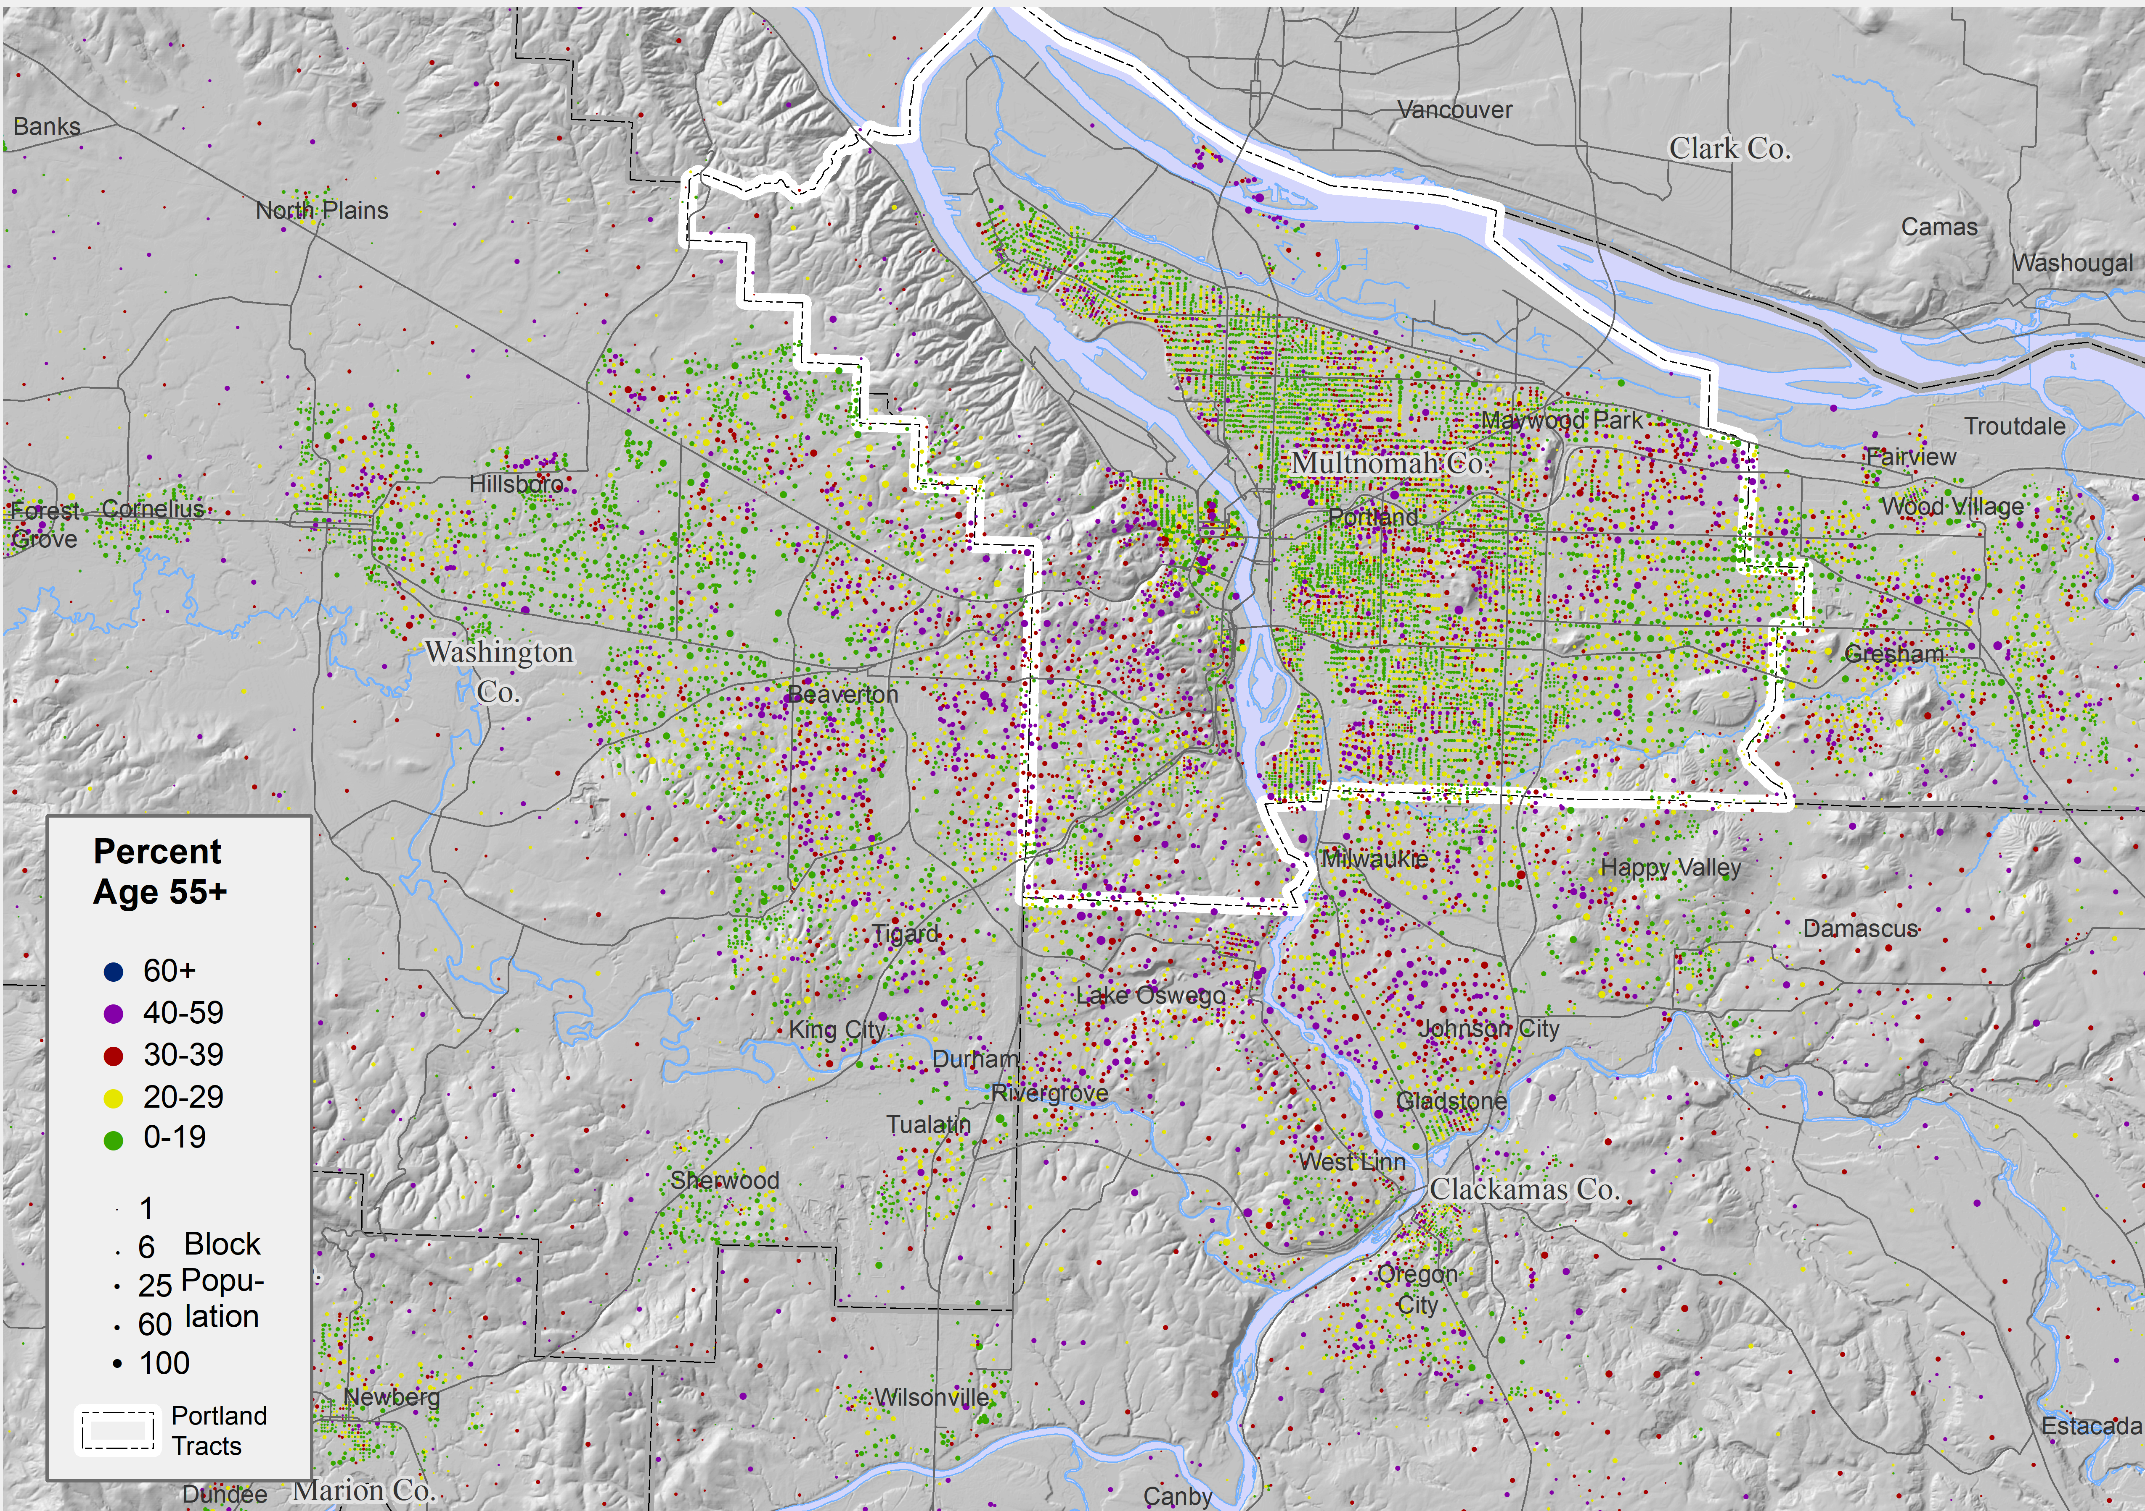 Vancouver
Clark Co.
Banks
North Plains
Camas
Washougal
Maywood Park
Troutdale
Multnomah Co.
Fairview
Hillsboro
Forest
Grove
Cornelius
Portland
Wood Village
Washington
Co.
Gresham
Beaverton
Milwaukie
Happy Valley
Tigard
Damascus
Lake Oswego
King City
Johnson City
Durham
Rivergrove
Gladstone
Tualatin
West Linn
Sherwood
Clackamas Co.
Oregon
City
Newberg
Wilsonville
Estacada
Dundee
Marion Co.
Canby
Percent
Age 55+
60+
40-59
30-39
20-29
0-19
1
6
25
60
100
Block
Popu-
lation
Portland
Tracts